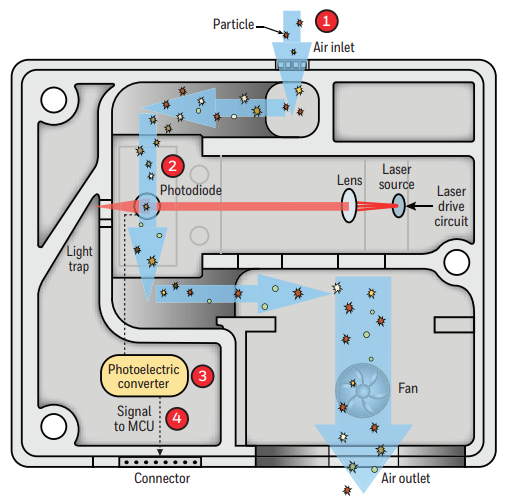 Particle
1
Air inlet
2
Photodiode
Lens
Laser
source
Laser
drive
circuit
Light
trap
Photoelectric
converter
3
Fan
Signal
to MCU
4
Connector
Air outlet